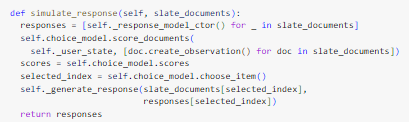 def simulate_response(self, slate_documents):
responses = [self._response_model_ctor() for _ in slate_documents]
self.choice_model.score_documents(
self._user_state, [doc.create_observation() for doc in slate_documents])
scores = self.choice_model.scores
selected_index = self.choice_model.choose_item()
self._generate_response(slate_documents[selected_index],
responses[selected_index])
return responses